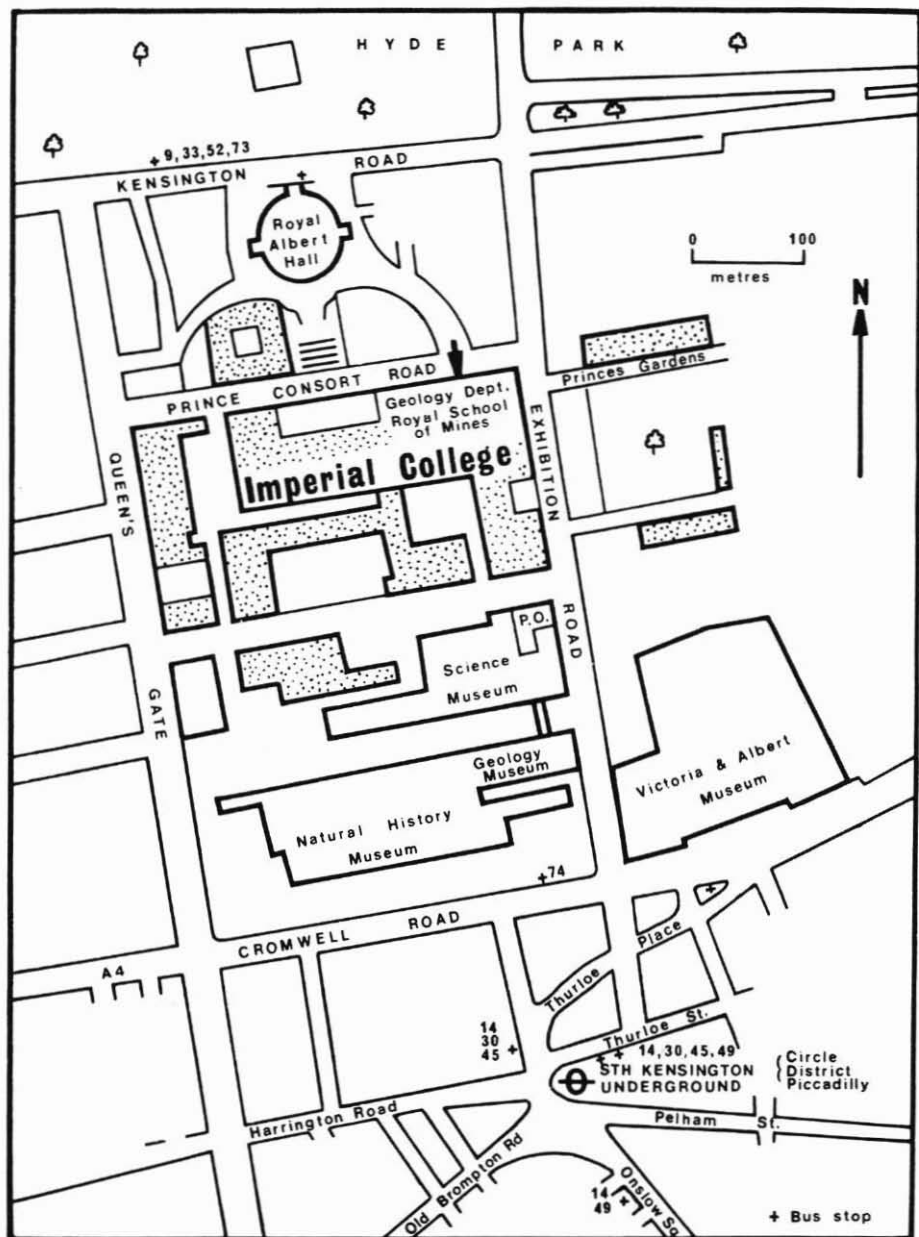 HYDE PARK
9,33,52,73
KENSINGTON ROAD
Royal
Albert
Hall
0 100
metres
N
PRINCE CONSORT ROAD
Geology Dept.
Royal School
of Mines
Imperial College
Princes Gardens
EXHIBITION
ROAD
QUEEN'S
GATE
P.O.
Science
Museum
Geology
Museum
Victoria & Albert
Museum
Natural History
Museum
74
CROMWELL ROAD
A4
Thurloe Place
Thurloe St.
14
30
45
14,30,45,49
STH KENSINGTON
UNDERGROUND
Circle
District
Piccadilly
Harrington Road
Pelham St.
Old Brompton Rd
Onslow Sq.
14
49
+ Bus stop